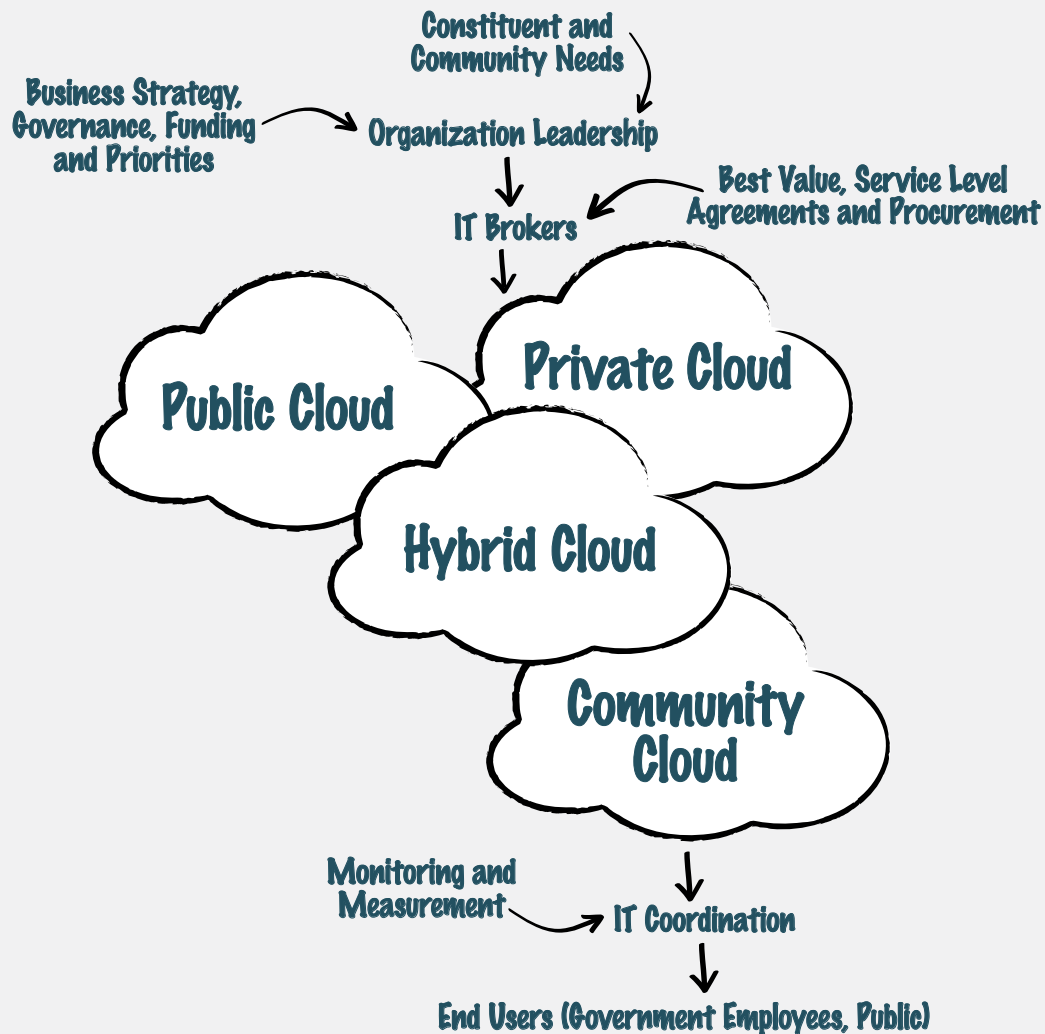 Constituent and
Community Needs
Business Strategy,
Governance, Funding
and Priorities
Organization Leadership
Best Value, Service Level
Agreements and Procurement
IT Brokers
Private Cloud
Public Cloud
Hybrid Cloud
Community
Cloud
Monitoring and
Measurement
IT Coordination
End Users (Government Employees, Public)